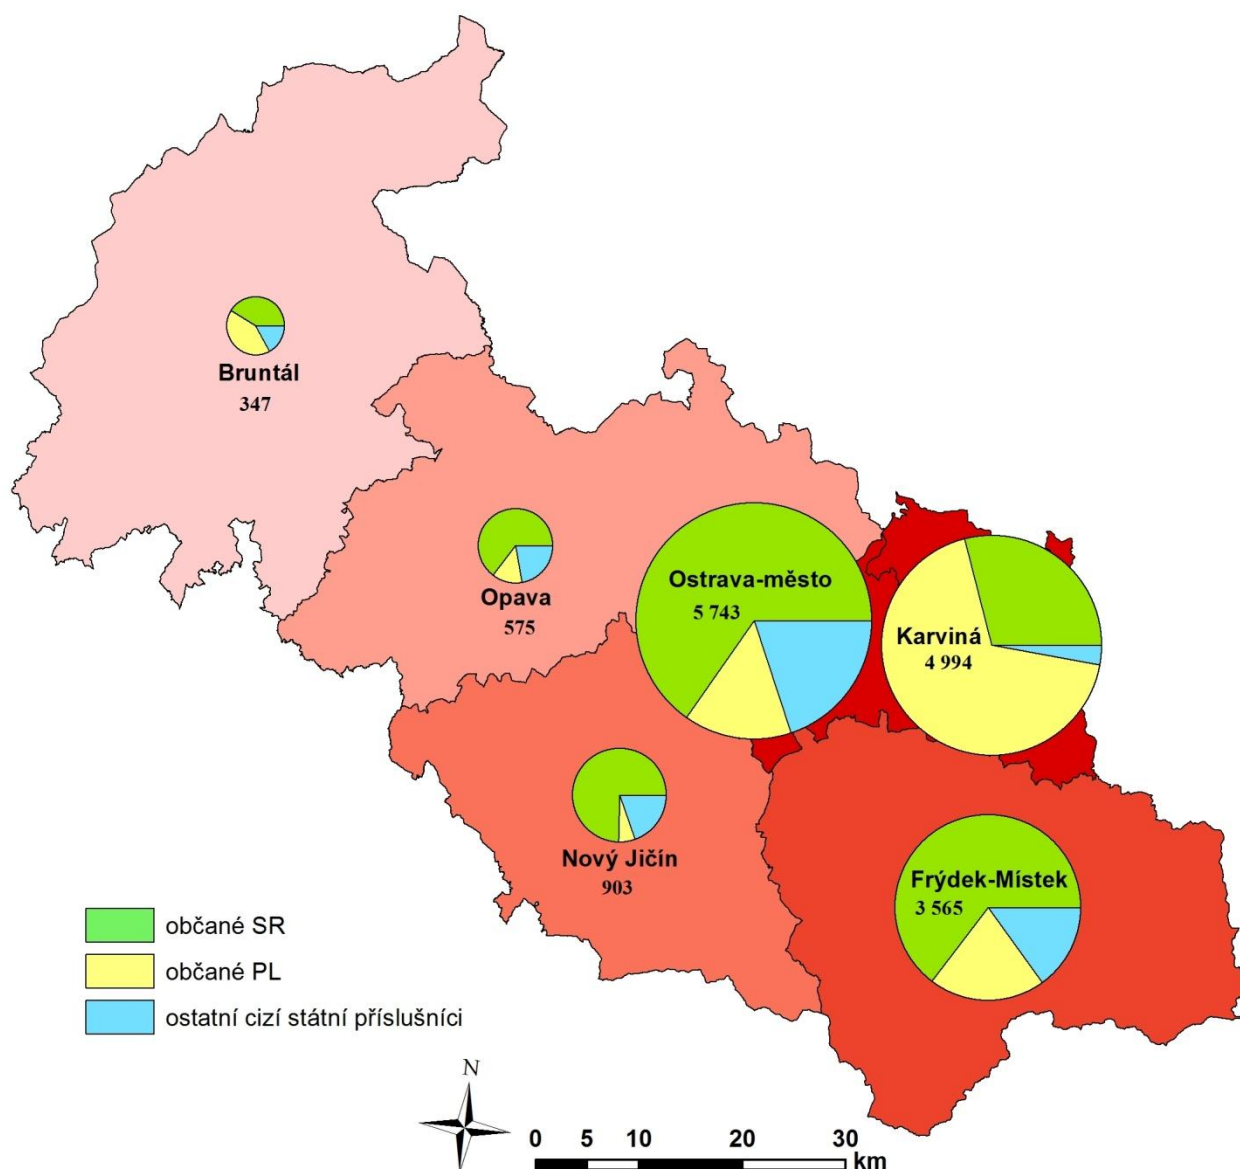 Bruntál
347
Opava
575
Ostrava-město
5 743
Karviná
4 994
Nový Jičín
903
Frýdek-Místek
3 565
občané SR
občané PL
ostatní cizí státní příslušníci
N
0 5 10 20 30
km